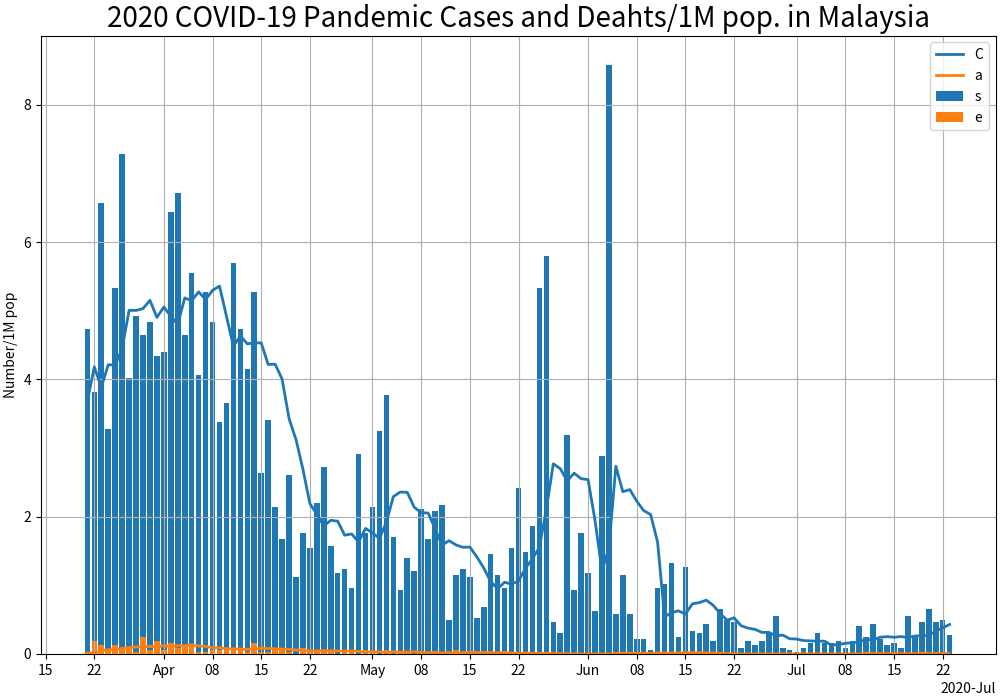 2020 COVID-19 Pandemic Cases and Deahts/1M pop. in Malaysia
C
a
s
e
8
6
4
2
0
Number/1M pop
15 22 Apr 08 15 22 May 08 15 22 Jun 08 15 22 Jul 08 15 22
2020-Jul